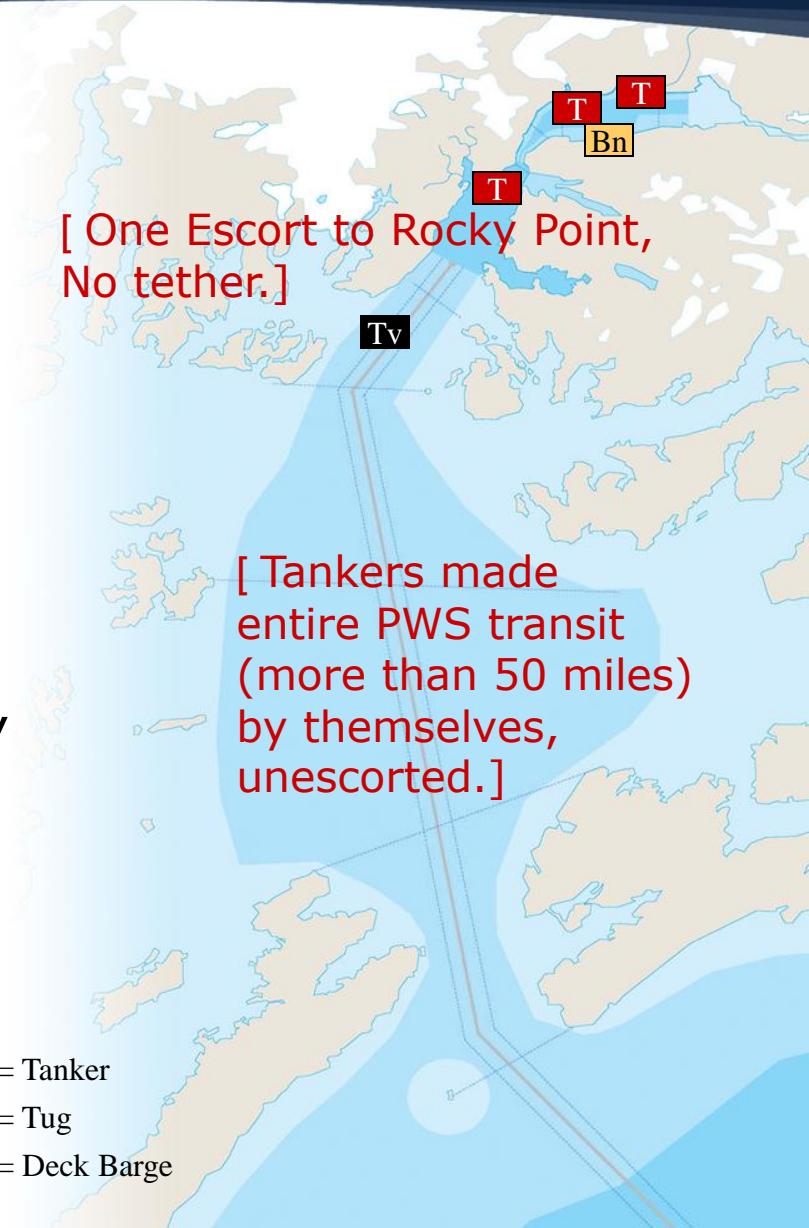 T
T
Bn
T
[ One Escort to Rocky Point,
No tether.]
Tv
[ Tankers made
entire PWS transit
(more than 50 miles)
by themselves,
unescorted.]
y
= Tanker
= Tug
= Deck Barge